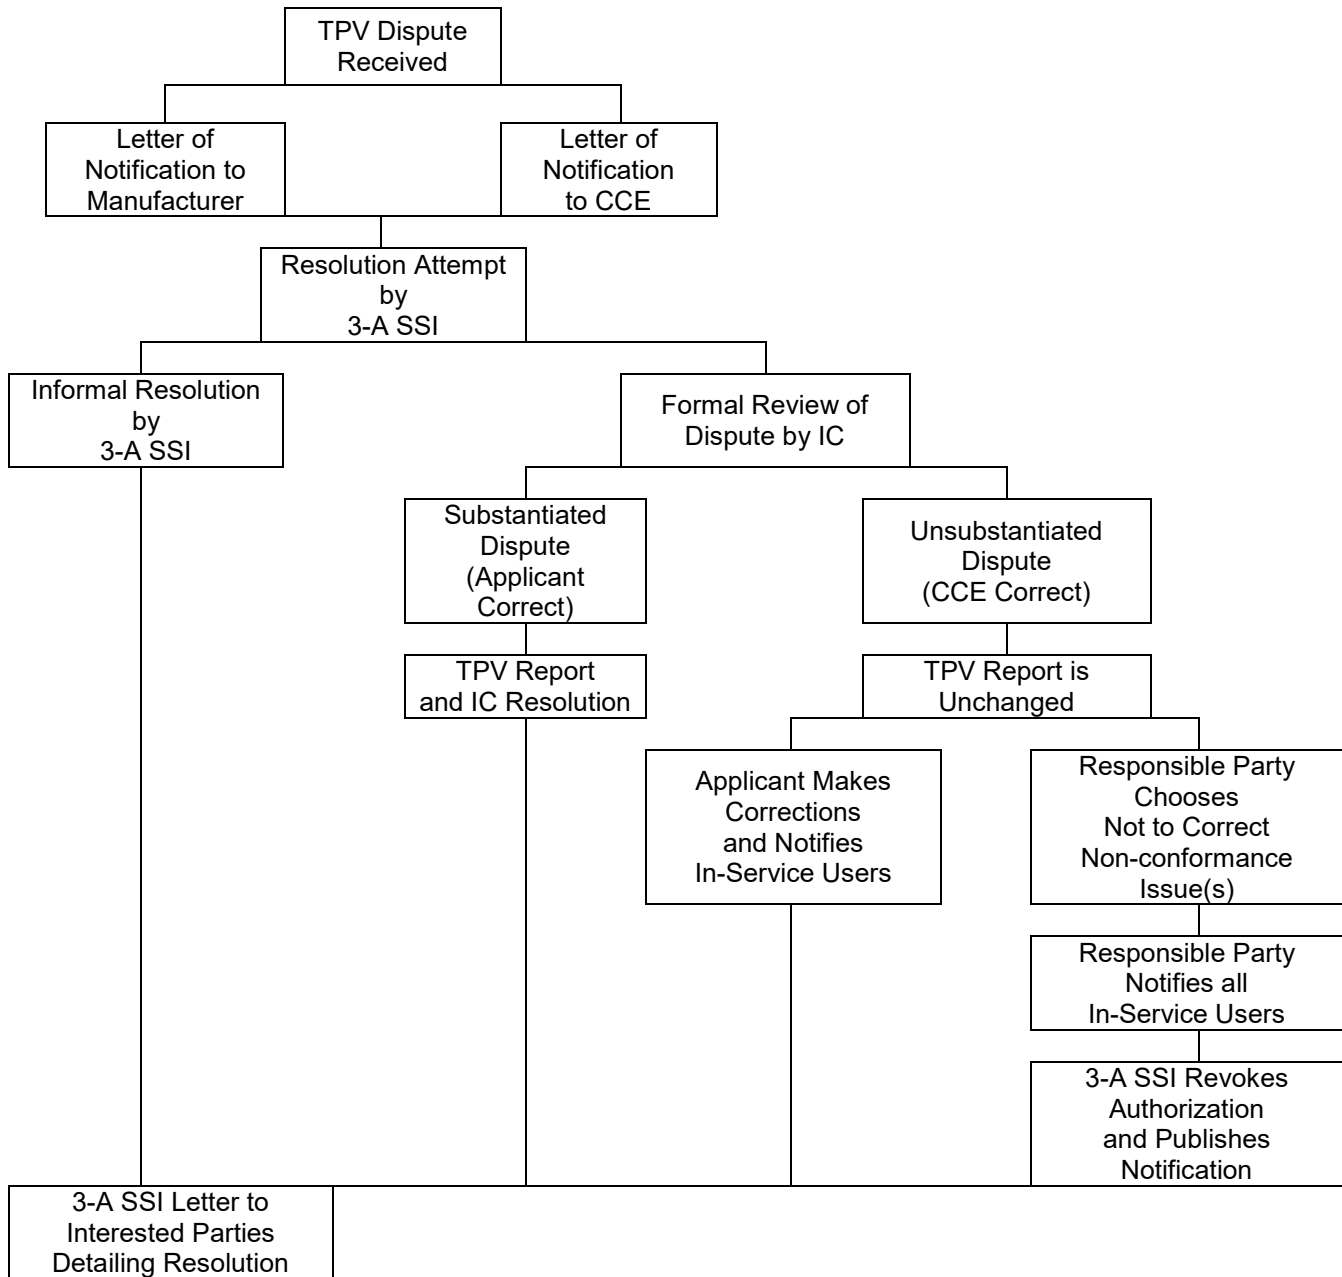 TPV Dispute
Received
Letter of
Notification to
Manufacturer
Letter of
Notification
to CCE
Resolution Attempt
by
3-A SSI
Informal Resolution
by
3-A SSI
Formal Review of
Dispute by IC
Substantiated
Dispute
(Applicant
Correct)
Unsubstantiated
Dispute
(CCE Correct)
TPV Report
and IC Resolution
TPV Report is
Unchanged
Applicant Makes
Corrections
and Notifies
In-Service Users
Responsible Party
Chooses
Not to Correct
Non-conformance
Issue(s)
Responsible Party
Notifies all
In-Service Users
3-A SSI Revokes
Authorization
and Publishes
Notification
3-A SSI Letter to
Interested Parties
Detailing Resolution